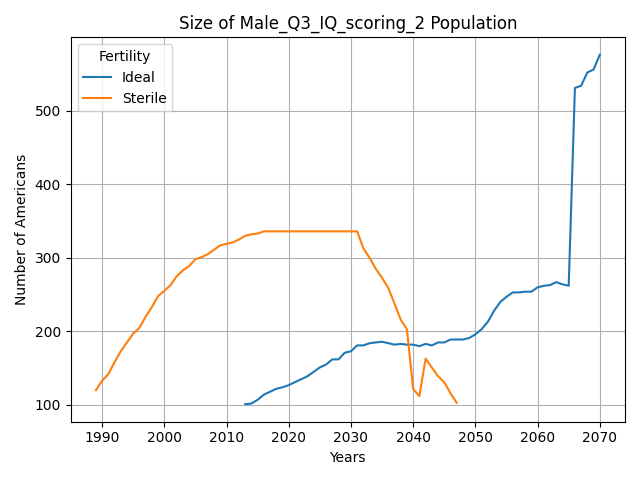 Size of Male_Q3_IQ_scoring_2 Population
Fertility
Ideal
Sterile
Number of Americans
500
400
300
200
100
1990 2000 2010 2020 2030 2040 2050 2060 2070
Years